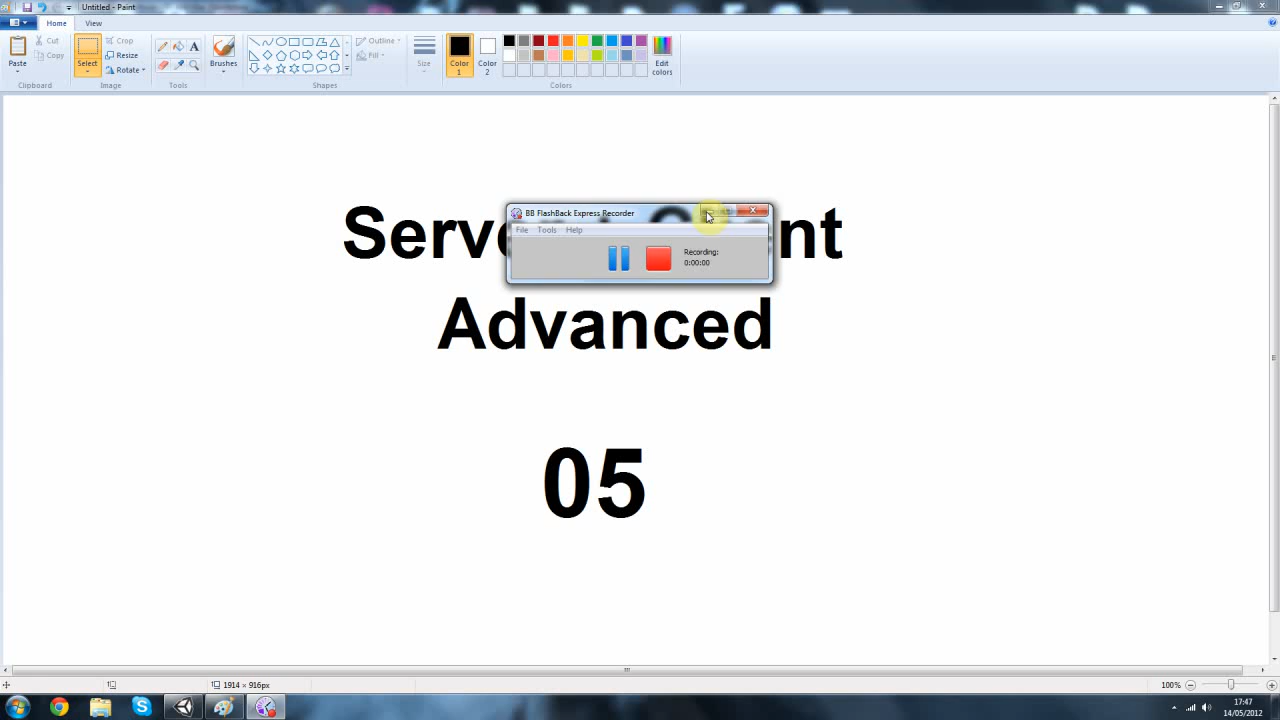 Untitled - Paint
Home
View
Paste
Cut
Copy
Clipboard
Select
Crop
Resize
Rotate
Image
Tools
Brushes
Shapes
Outline
Fill
Size
Color
1
Color
2
Edit
colors
Colors
BB FlashBack Express Recorder
File Tools Help
Recording:
0:00:00
Advanced
05
1914 × 916px
100%
17:47
14/05/2012